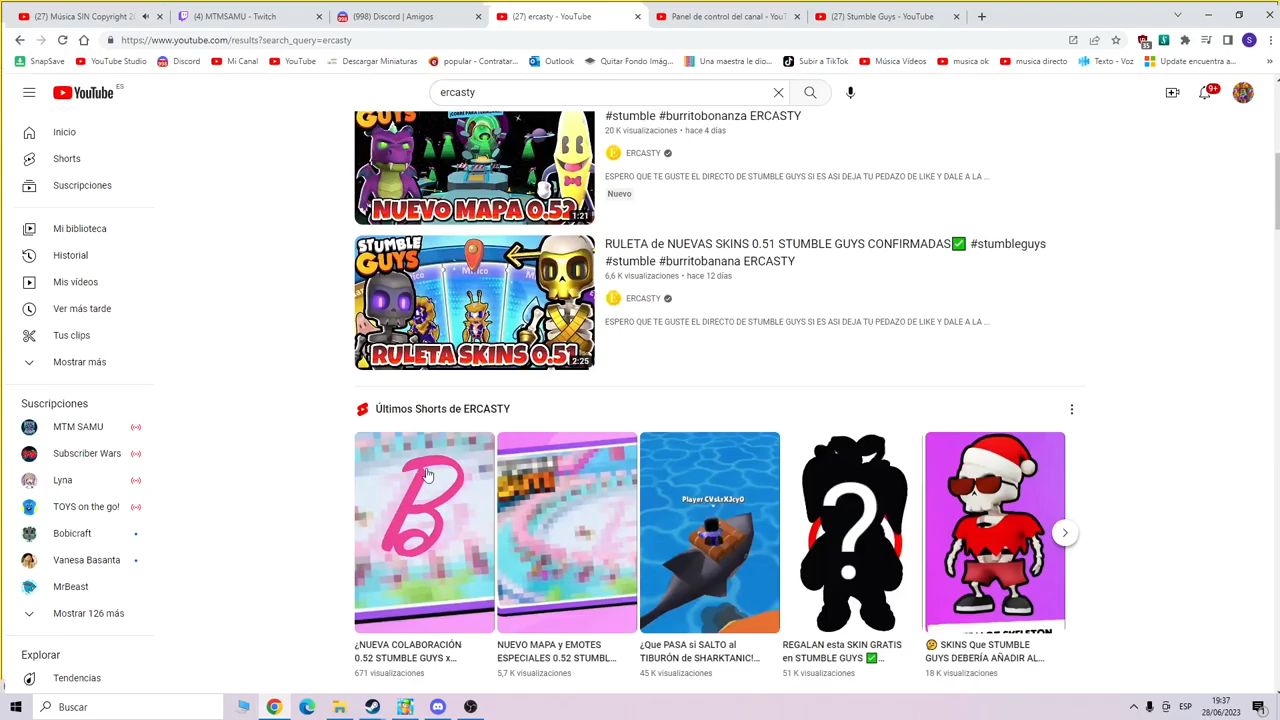 (27) Música SIN Copyright 20
(4) MTMSAMU - Twitch
(998) Discord | Amigos
(27) ercasty - YouTube
Panel de control del canal - YouT
(27) Stumble Guys - YouTube
https://www.youtube.com/results?search_query=ercasty
SnapSave
YouTube Studio
Discord
Mi Canal
YouTube
Descargar Miniaturas
popular - Contratar...
Outlook
Quitar Fondo Imág...
Una maestra le dio...
Subir a TikTok
Música Vídeos
musica ok
musica directo
Texto - Voz
Update encuentra a...
YouTube ES
ercasty
9+
Inicio
Shorts
Suscripciones
Mi biblioteca
Historial
Mis vídeos
Ver más tarde
Tus clips
Mostrar más
Suscripciones
MTM SAMU
Subscriber Wars
Lyna
TOYS on the go!
Bobicraft
Vanesa Basanta
MrBeast
Mostrar 126 más
Explorar
Tendencias
GUYS
NUEVO MAPA 0.52
1:21
#stumble #burritobonanza ERCASTY
20 K visualizaciones • hace 4 días
ERCASTY
ESPERO QUE TE GUSTE EL DIRECTO DE STUMBLE GUYS SI ES ASI DEJA TU PEDAZO DE LIKE Y DALE A LA ...
Nuevo
STUMBLE
GUYS
RULETA SKINS 0.51
2:25
RULETA de NUEVAS SKINS 0.51 STUMBLE GUYS CONFIRMADAS✅ #stumbleguys
#stumble #burritobanana ERCASTY
6,6 K visualizaciones • hace 12 días
ERCASTY
ESPERO QUE TE GUSTE EL DIRECTO DE STUMBLE GUYS SI ES ASI DEJA TU PEDAZO DE LIKE Y DALE A LA ...
Últimos Shorts de ERCASTY
B
Player CVsLrXJcyO
?
¿NUEVA COLABORACIÓN
0.52 STUMBLE GUYS x...
671 visualizaciones
NUEVO MAPA y EMOTES
ESPECIALES 0.52 STUMBL...
5,7 K visualizaciones
¿Que PASA si SALTO al
TIBURÓN de SHARKTANIC!...
45 K visualizaciones
REGALAN esta SKIN GRATIS
en STUMBLE GUYS ✅...
51 K visualizaciones
SKINS Que STUMBLE
GUYS DEBERÍA AÑADIR AL...
18 K visualizaciones
Buscar
ESP
19:37
28/06/2023